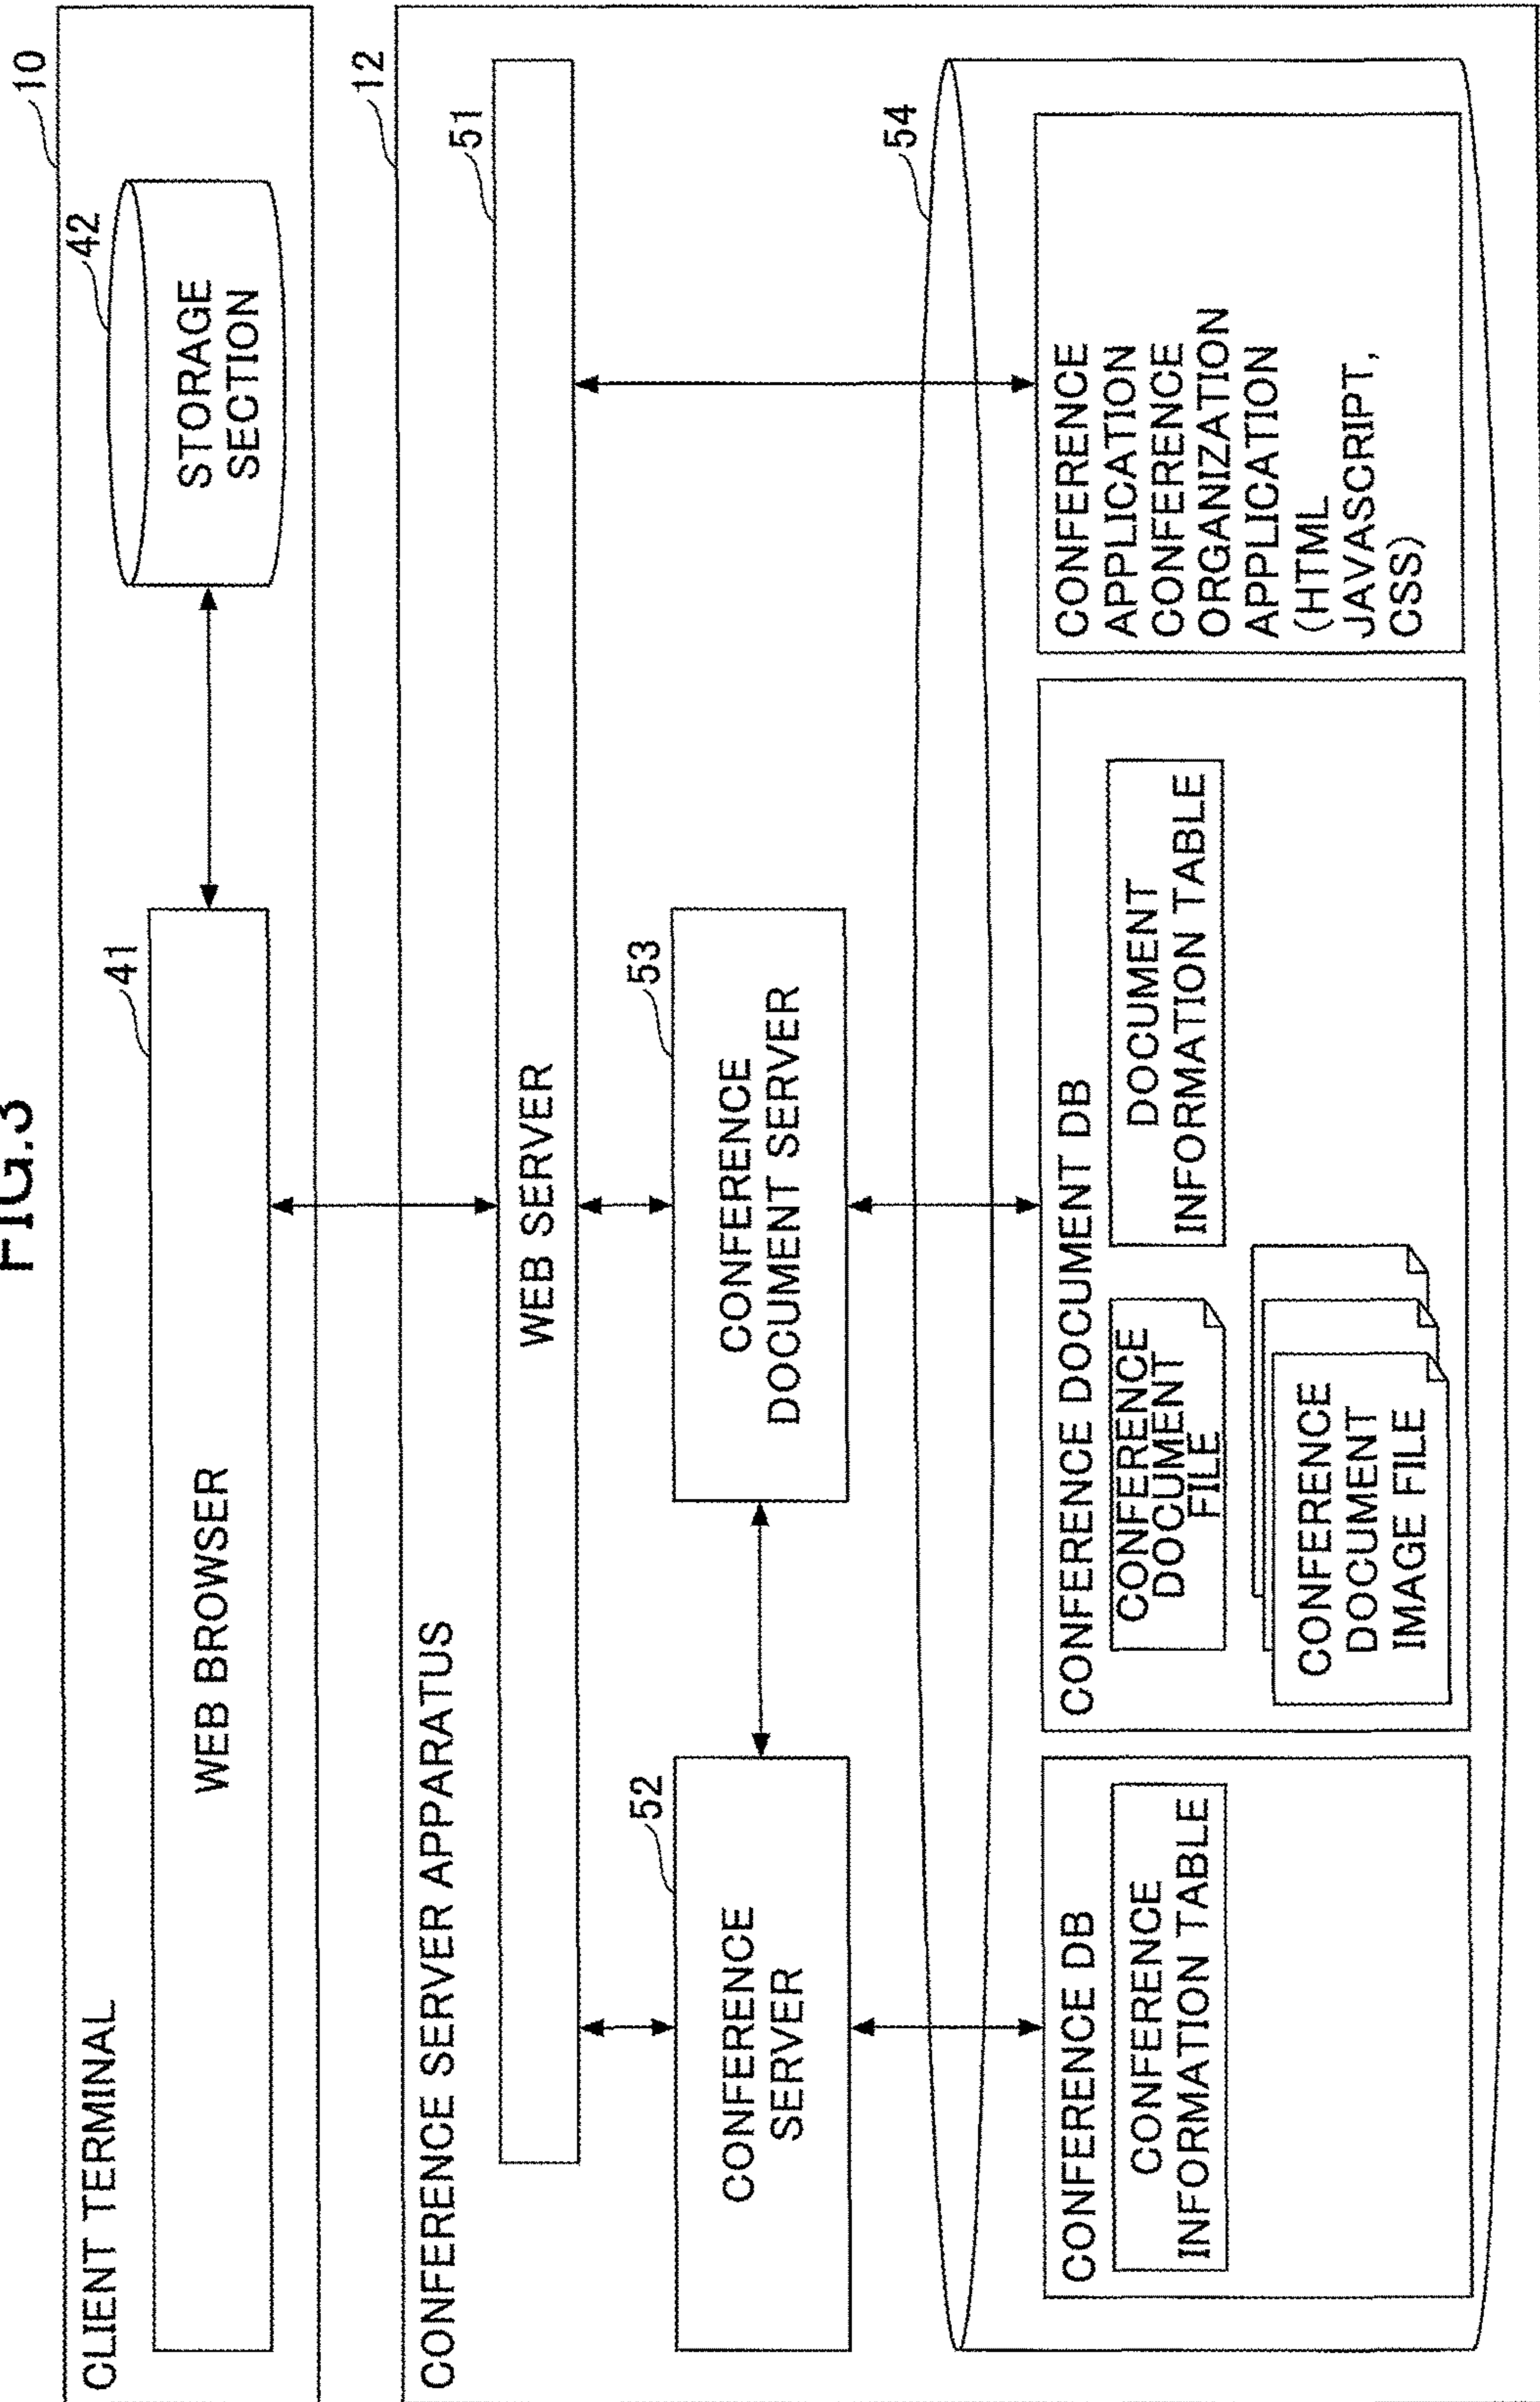 FIG.3
CLIENT TERMINAL
10
41
WEB BROWSER
42
STORAGE
SECTION
CONFERENCE SERVER APPARATUS
12
51
WEB SERVER
52
CONFERENCE
SERVER
53
CONFERENCE
DOCUMENT SERVER
54
CONFERENCE DB
CONFERENCE
INFORMATION TABLE
CONFERENCE DOCUMENT DB
CONFERENCE
DOCUMENT
FILE
DOCUMENT
INFORMATION TABLE
CONFERENCE
DOCUMENT
IMAGE FILE
CONFERENCE
APPLICATION
CONFERENCE
ORGANIZATION
APPLICATION
(HTML
JAVASCRIPT,
CSS)